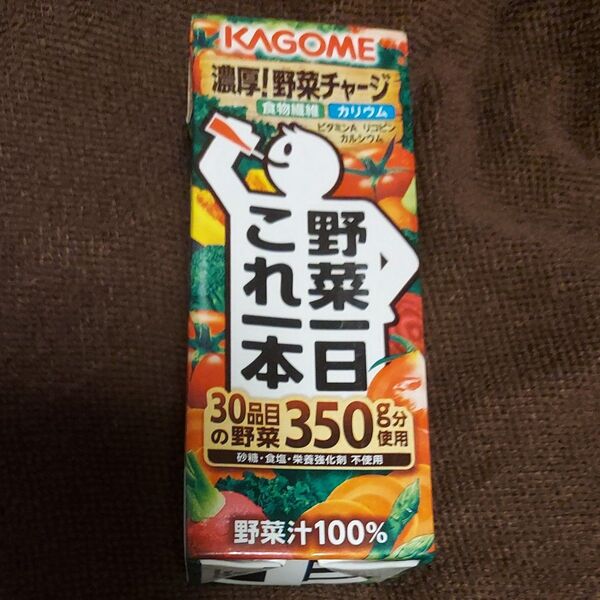 KAGOME
濃厚!野菜チャージ
食物繊維 カリウム
ビタミンA リコピン
カルシウム
野菜一日
これ一本
30品目
の野菜
350g分
使用
砂糖・食塩・栄養強化剤 不使用
野菜汁100%